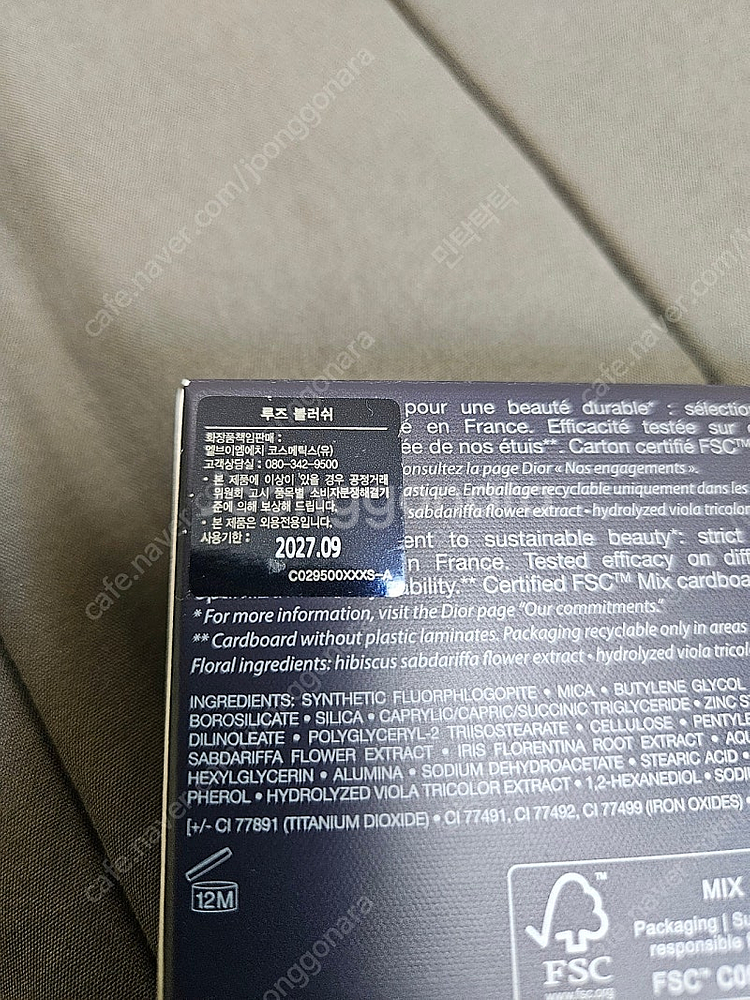 루즈 블러쉬
화장품책임판매 :
엘브이엠에치 코스메틱스(유)
고객상담실 : 080-342-9500
• 본 제품에 이상이 있을 경우 공정거래
위원회 고시 품목별 소비자분쟁해결기
준에 의해 보상해 드립니다.
• 본 제품은 외용전용입니다.
사용기한 :
2027.09
C029500XXXS-A
pour une beauté durable* : sélectio
é en France. Efficacité testée sur
ée de nos étuis**. Carton certifié FSC™
onsultez la page Dior « Nos engagements ».
astique. Emballage recyclable uniquement dans les
sabdariffa flower extract • hydrolyzed viola tricolor
ent to sustainable beauty*: strict
n France. Tested efficacy on diff
ability.** Certified FSC™ Mix cardboa
* For more information, visit the Dior page "Our commitments."
** Cardboard without plastic laminates. Packaging recyclable only in areas
Floral ingredients: hibiscus sabdariffa flower extract • hydrolyzed viola tricolo
INGREDIENTS: SYNTHETIC FLUORPHLOGOPITE • MICA • BUTYLENE GLYCOL
BOROSILICATE • SILICA • CAPRYLIC/CAPRIC/SUCCINIC TRIGLYCERIDE • ZINC S
DILINOLEATE • POLYGLYCERYL-2 TRIISOSTEARATE • CELLULOSE • PENTYLE
SABDARIFFA FLOWER EXTRACT • IRIS FLORENTINA ROOT EXTRACT • AQU
HEXYLGLYCERIN • ALUMINA • SODIUM DEHYDROACETATE • STEARIC ACID •
PHEROL • HYDROLYZED VIOLA TRICOLOR EXTRACT • 1,2-HEXANEDIOL • SODI
[+/- CI 77891 (TITANIUM DIOXIDE) • CI 77491, CI 77492, CI 77499 (IRON OXIDES) •
12M
FSC
www.fsc.org
MIX
Packaging | Su
responsible
FSC™ C00
cafe.naver.com/joonggonara
민탁탁탁